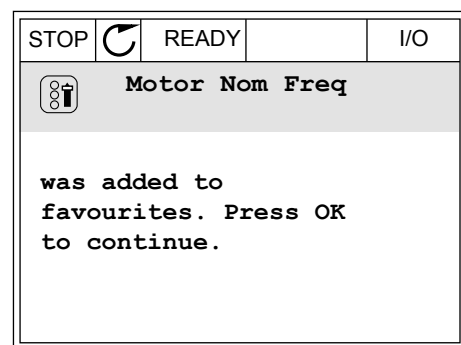 STOP READY I/O
Motor Nom Freq
was added to
favourites. Press OK
to continue.